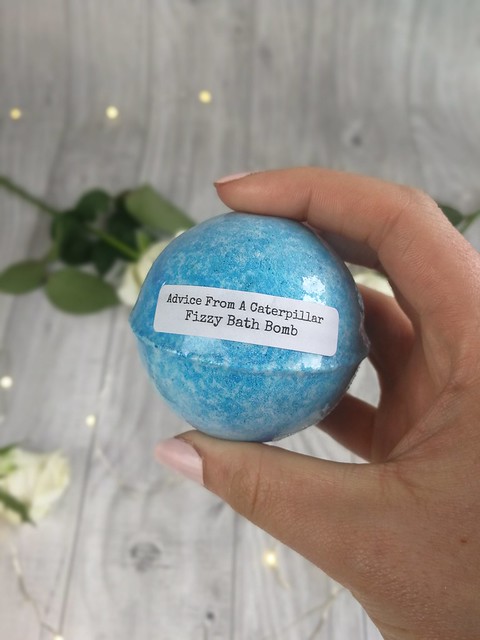 Advice From A Caterpillar
Fizzy Bath Bomb